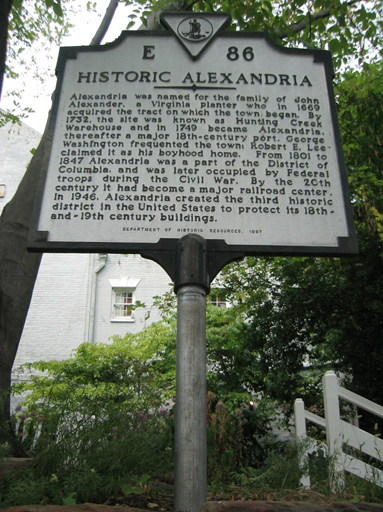 E 86
HISTORIC ALEXANDRIA
Alexandria was named for the family of John
Alexander, a Virginia planter who in 1669
acquired the tract on which the town began. By
1732, the site was known as Hunting Creek
Warehouse and in 1749 became Alexandria,
thereafter a major 18th-century port. George
Washington frequented the town; Robert E. Lee
claimed it as his boyhood home. From 1801 to
1847 Alexandria was a part of the District of
Columbia, and was later occupied by Federal
troops during the Civil War. By the 20th
century it had become a major railroad center.
In 1946, Alexandria created the third historic
district in the United States to protect its 18th-
and-19th century buildings.
DEPARTMENT OF HISTORIC RESOURCES, 1997